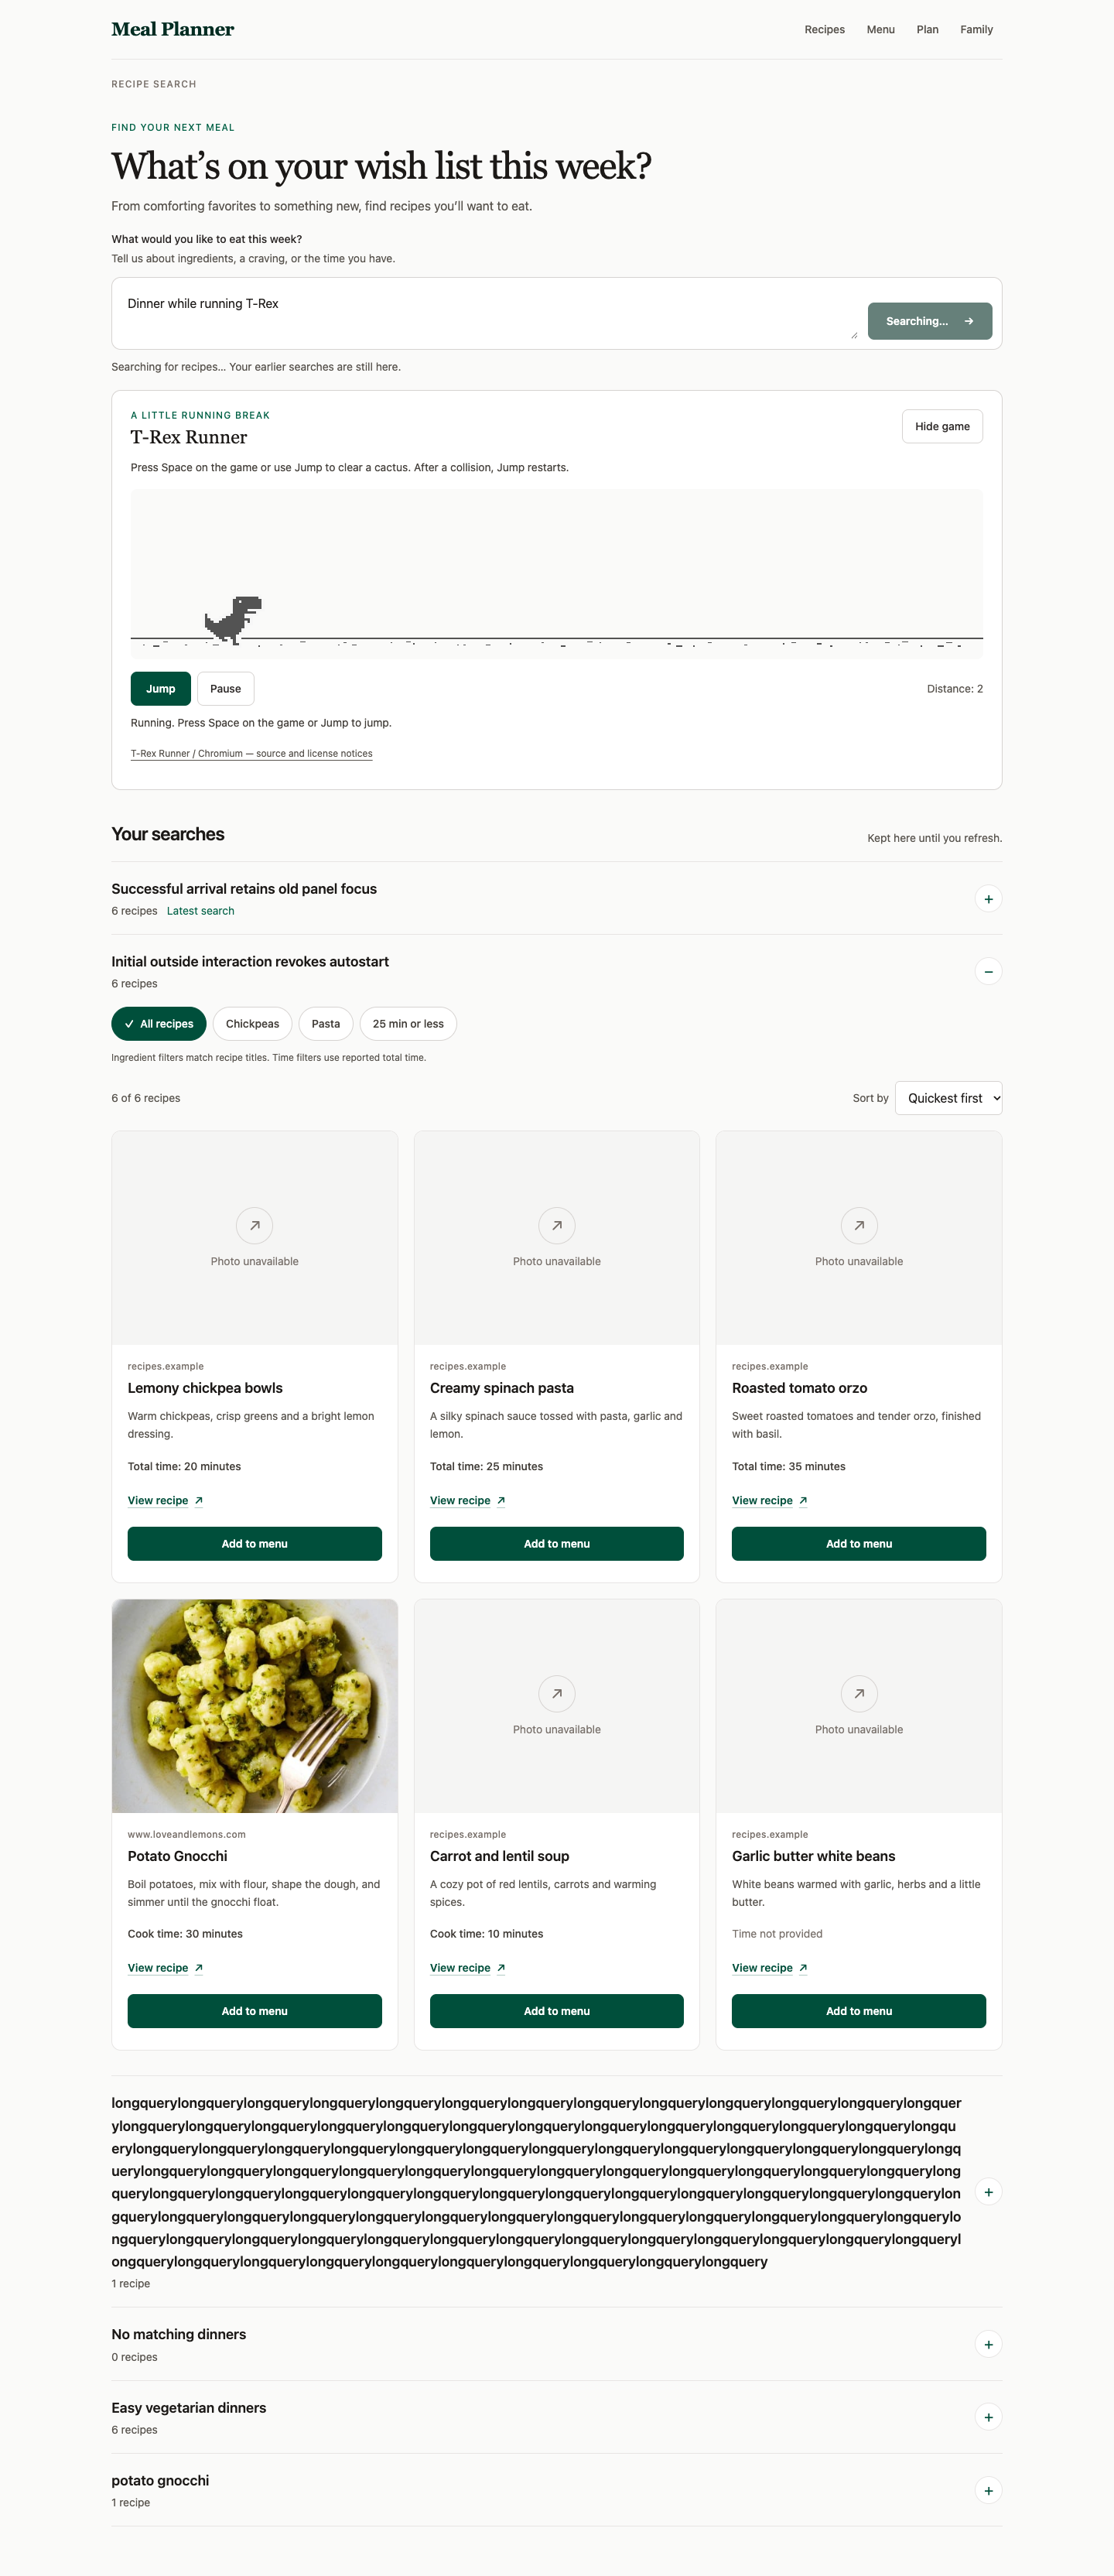 Meal Planner
Recipes Menu Plan Family
RECIPE SEARCH
FIND YOUR NEXT MEAL
What’s on your wish list this week?
From comforting favorites to something new, find recipes you’ll want to eat.
What would you like to eat this week?
Tell us about ingredients, a craving, or the time you have.
Dinner while running T-Rex
Searching... →
Searching for recipes... Your earlier searches are still here.
A LITTLE RUNNING BREAK
T-Rex Runner
Hide game
Press Space on the game or use Jump to clear a cactus. After a collision, Jump restarts.
Jump Pause
Distance: 2
Running. Press Space on the game or Jump to jump.
T-Rex Runner / Chromium — source and license notices
Your searches
Kept here until you refresh.
Successful arrival retains old panel focus
6 recipes Latest search
Initial outside interaction revokes autostart
6 recipes
✓ All recipes Chickpeas Pasta 25 min or less
Ingredient filters match recipe titles. Time filters use reported total time.
6 of 6 recipes
Sort by Quickest first
Photo unavailable
recipes.example
Lemony chickpea bowls
Warm chickpeas, crisp greens and a bright lemon
dressing.
Total time: 20 minutes
View recipe ↗
Add to menu
Photo unavailable
recipes.example
Creamy spinach pasta
A silky spinach sauce tossed with pasta, garlic and
lemon.
Total time: 25 minutes
View recipe ↗
Add to menu
Photo unavailable
recipes.example
Roasted tomato orzo
Sweet roasted tomatoes and tender orzo, finished
with basil.
Total time: 35 minutes
View recipe ↗
Add to menu
www.loveandlemons.com
Potato Gnocchi
Boil potatoes, mix with flour, shape the dough, and
simmer until the gnocchi float.
Cook time: 30 minutes
View recipe ↗
Add to menu
Photo unavailable
recipes.example
Carrot and lentil soup
A cozy pot of red lentils, carrots and warming
spices.
Cook time: 10 minutes
View recipe ↗
Add to menu
Photo unavailable
recipes.example
Garlic butter white beans
White beans warmed with garlic, herbs and a little
butter.
Time not provided
View recipe ↗
Add to menu
longquerylongquerylongquerylongquerylongquerylongquerylongquerylongquerylongquerylongquerylongquerylongquerylongquer
ylongquerylongquerylongquerylongquerylongquerylongquerylongquerylongquerylongquerylongquerylongquerylongquerylongqu
erylongquerylongquerylongquerylongquerylongquerylongquerylongquerylongquerylongquerylongquerylongquerylongquerylongq
uerylongquerylongquerylongquerylongquerylongquerylongquerylongquerylongquerylongquerylongquerylongquerylongquerylong
querylongquerylongquerylongquerylongquerylongquerylongquerylongquerylongquerylongquerylongquerylongquerylongquerylon
gquerylongquerylongquerylongquerylongquerylongquerylongquerylongquerylongquerylongquerylongquerylongquerylongquerylo
ngquerylongquerylongquerylongquerylongquerylongquerylongquerylongquerylongquerylongquerylongquerylongquerylongqueryl
ongquerylongquerylongquerylongquerylongquerylongquerylongquerylongquerylongquerylongquery
1 recipe
No matching dinners
0 recipes
Easy vegetarian dinners
6 recipes
potato gnocchi
1 recipe